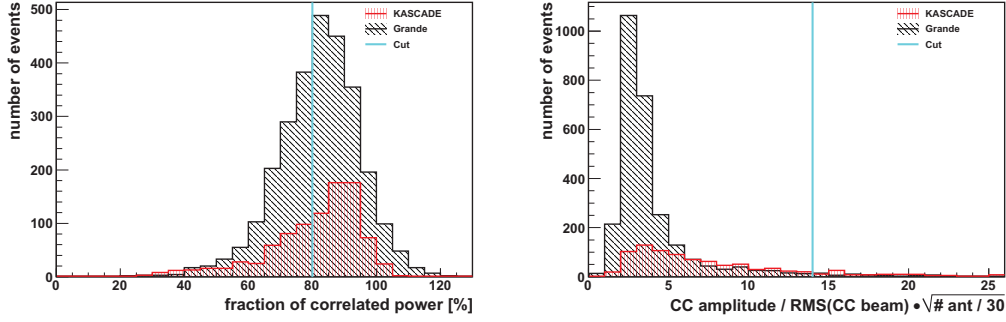 number of events
500
400
300
200
100
0
0 20 40 60 80 100 120
fraction of correlated power [%]
KASCADE
Grande
Cut
number of events
1000
800
600
400
200
0
0 5 10 15 20 25
CC amplitude / RMS(CC beam) • √# ant / 30
KASCADE
Grande
Cut